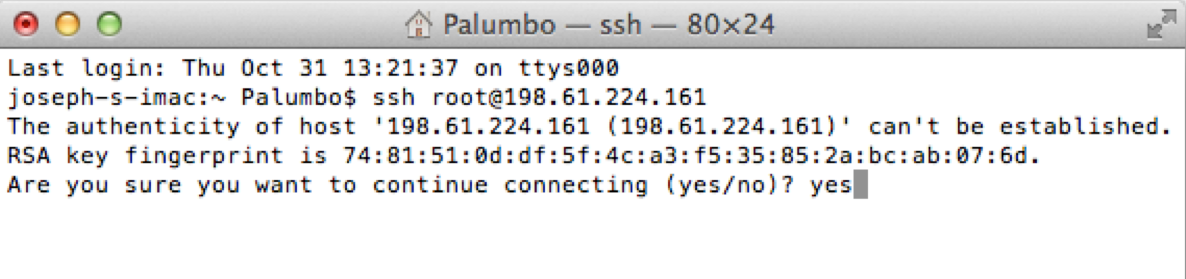 Palumbo — ssh — 80×24
Last login: Thu Oct 31 13:21:37 on ttys000
joseph-s-imac:~ Palumbo$ ssh root@198.61.224.161
The authenticity of host '198.61.224.161 (198.61.224.161)' can't be established.
RSA key fingerprint is 74:81:51:0d:df:5f:4c:a3:f5:35:85:2a:bc:ab:07:6d.
Are you sure you want to continue connecting (yes/no)? yes